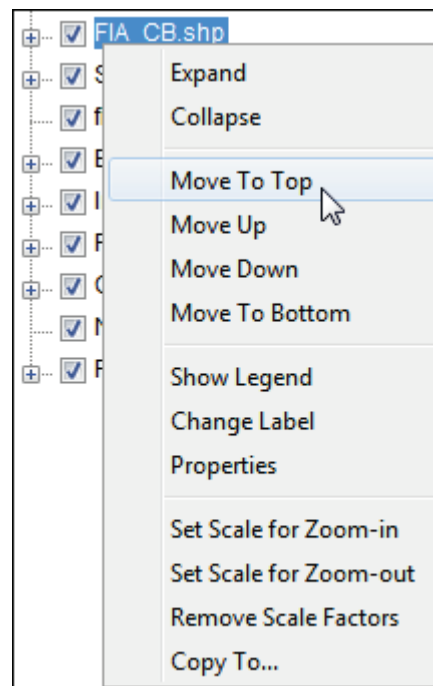 FIA_CB.shp
Expand
Collapse
Move To Top
Move Up
Move Down
Move To Bottom
Show Legend
Change Label
Properties
Set Scale for Zoom-in
Set Scale for Zoom-out
Remove Scale Factors
Copy To...